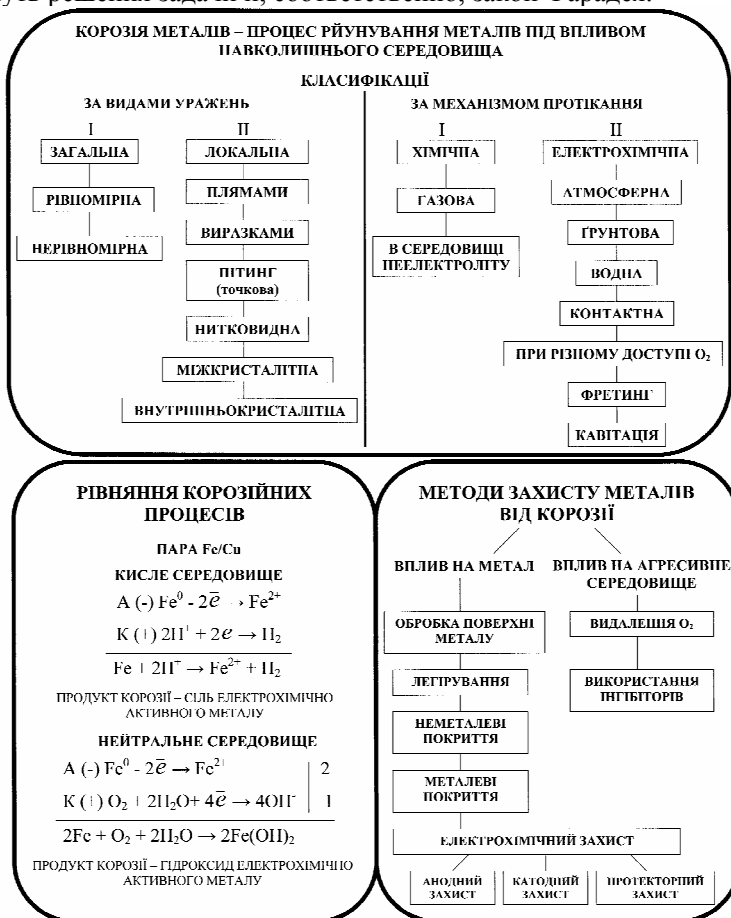 решения задачи и, соответственно, закон Фарадея.
КОРОЗІЯ МЕТАЛІВ – ПРОЦЕС РЙУНУВАННЯ МЕТАЛІВ ПІД ВПЛИВОМ
НАВКОЛИШНЬОГО СЕРЕДОВИЩА
КЛАСИФІКАЦІЇ
ЗА ВИДАМИ УРАЖЕНЬ
I
ЗАГАЛЬНА
РІВНОМІРНА
НЕРІВНОМІРНА
II
ЛОКАЛЬНА
ПЛЯМАМИ
ВИРАЗКАМИ
ПІТИНГ
(точкова)
НИТКОВИДНА
МІЖКРИСТАЛІТНА
ВНУТРІШНЬОКРИСТАЛІТНА
ЗА МЕХАНІЗМОМ ПРОТІКАННЯ
I
ХІМІЧНА
ГАЗОВА
В СЕРЕДОВИЩІ
НЕЕЛЕКТРОЛІТУ
II
ЕЛЕКТРОХІМІЧНА
АТМОСФЕРНА
ҐРУНТОВА
ВОДНА
КОНТАКТНА
ПРИ РІЗНОМУ ДОСТУПІ O₂
ФРЕТИНГ
КАВІТАЦІЯ
РІВНЯННЯ КОРОЗІЙНИХ
ПРОЦЕСІВ
ПАРА Fe/Cu
КИСЛЕ СЕРЕДОВИЩЕ
А (-) Fe⁰ - 2ē → Fe²⁺
К (+) 2H⁺ + 2e → H₂
Fe + 2H⁺ → Fe²⁺ + H₂
ПРОДУКТ КОРОЗІЇ – СІЛЬ ЕЛЕКТРОХІМІЧНО
АКТИВНОГО МЕТАЛУ
НЕЙТРАЛЬНЕ СЕРЕДОВИЩЕ
А (-) Fe⁰ - 2ē → Fe²⁺ | 2
К (+) O₂ + 2H₂O+ 4ē → 4OH⁻ | 1
2Fe + O₂ + 2H₂O → 2Fe(OH)₂
ПРОДУКТ КОРОЗІЇ – ГІДРОКСИД ЕЛЕКТРОХІМІЧНО
АКТИВНОГО МЕТАЛУ
МЕТОДИ ЗАХИСТУ МЕТАЛІВ
ВІД КОРОЗІЇ
ВПЛИВ НА МЕТАЛ
ОБРОБКА ПОВЕРХНІ
МЕТАЛУ
ЛЕГІРУВАННЯ
НЕМЕТАЛЕВІ
ПОКРИТТЯ
МЕТАЛЕВІ
ПОКРИТТЯ
ЕЛЕКТРОХІМІЧНИЙ ЗАХИСТ
АНОДНИЙ
ЗАХИСТ
КАТОДНИЙ
ЗАХИСТ
ПРОТЕКТОРНИЙ
ЗАХИСТ
ВПЛИВ НА АГРЕСИВНЕ
СЕРЕДОВИЩЕ
ВИДАЛЕННЯ O₂
ВИКОРИСТАННЯ
ІНГІБІТОРІВ